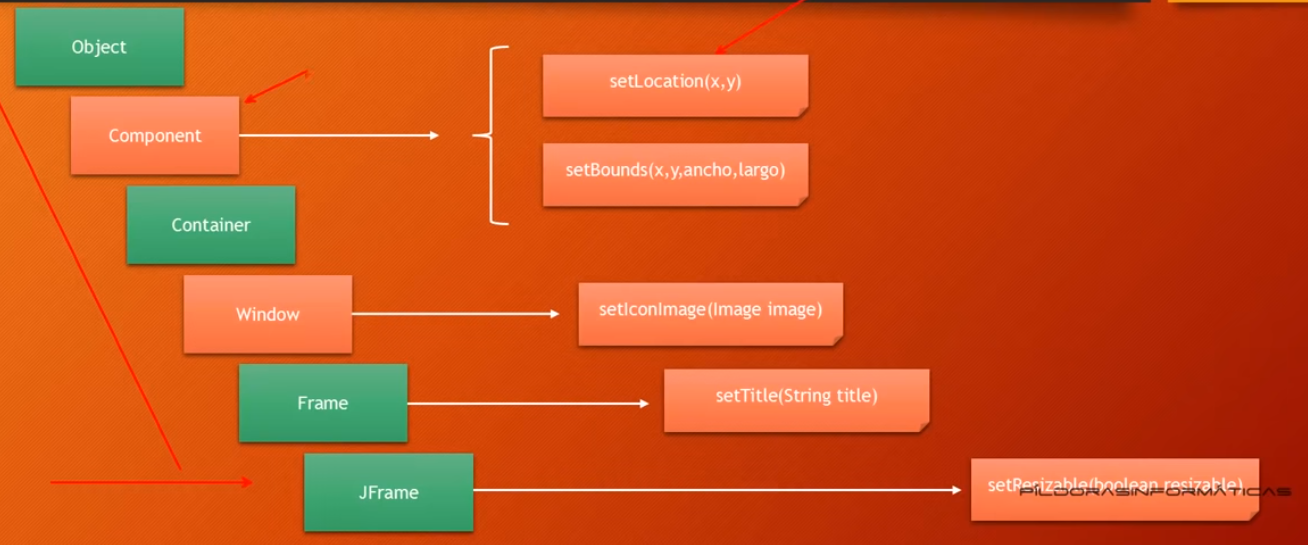 Object
setLocation(x,y)
Component
setBounds(x,y,ancho,largo)
Container
Window
setIconImage(Image image)
Frame
setTitle(String title)
JFrame
setResizable(boolean resizable)
PILDORASINFORMATICAS